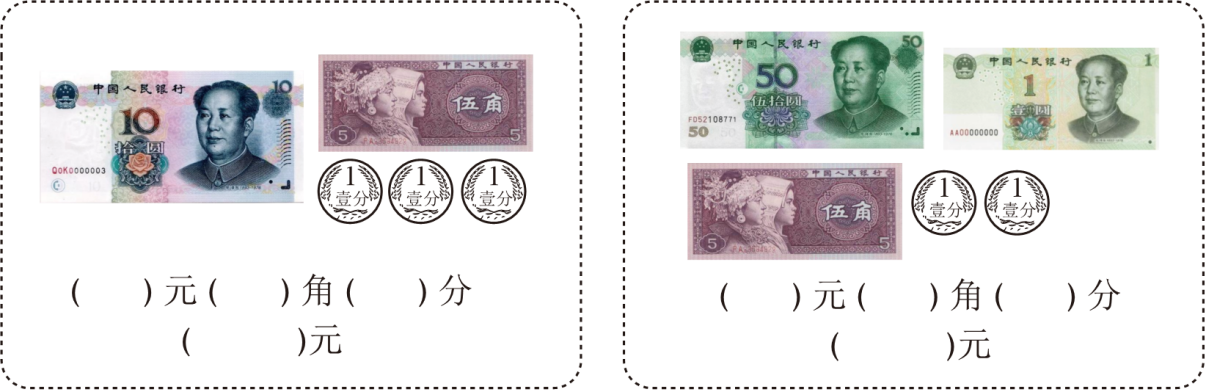 中国人民银行
10
10
拾圆
Q0K0000003
中国人民银行
伍角
5
5
1
壹分
1
壹分
1
壹分
(　　)元(　　)角(　　)分
(　　　)元
中国人民银行
50
50
伍拾圆
FD52108771
50
中国人民银行
1
1
壹圆
AA00000000
中国人民银行
伍角
5
5
1
壹分
1
壹分
(　　)元(　　)角(　　)分
(　　　)元